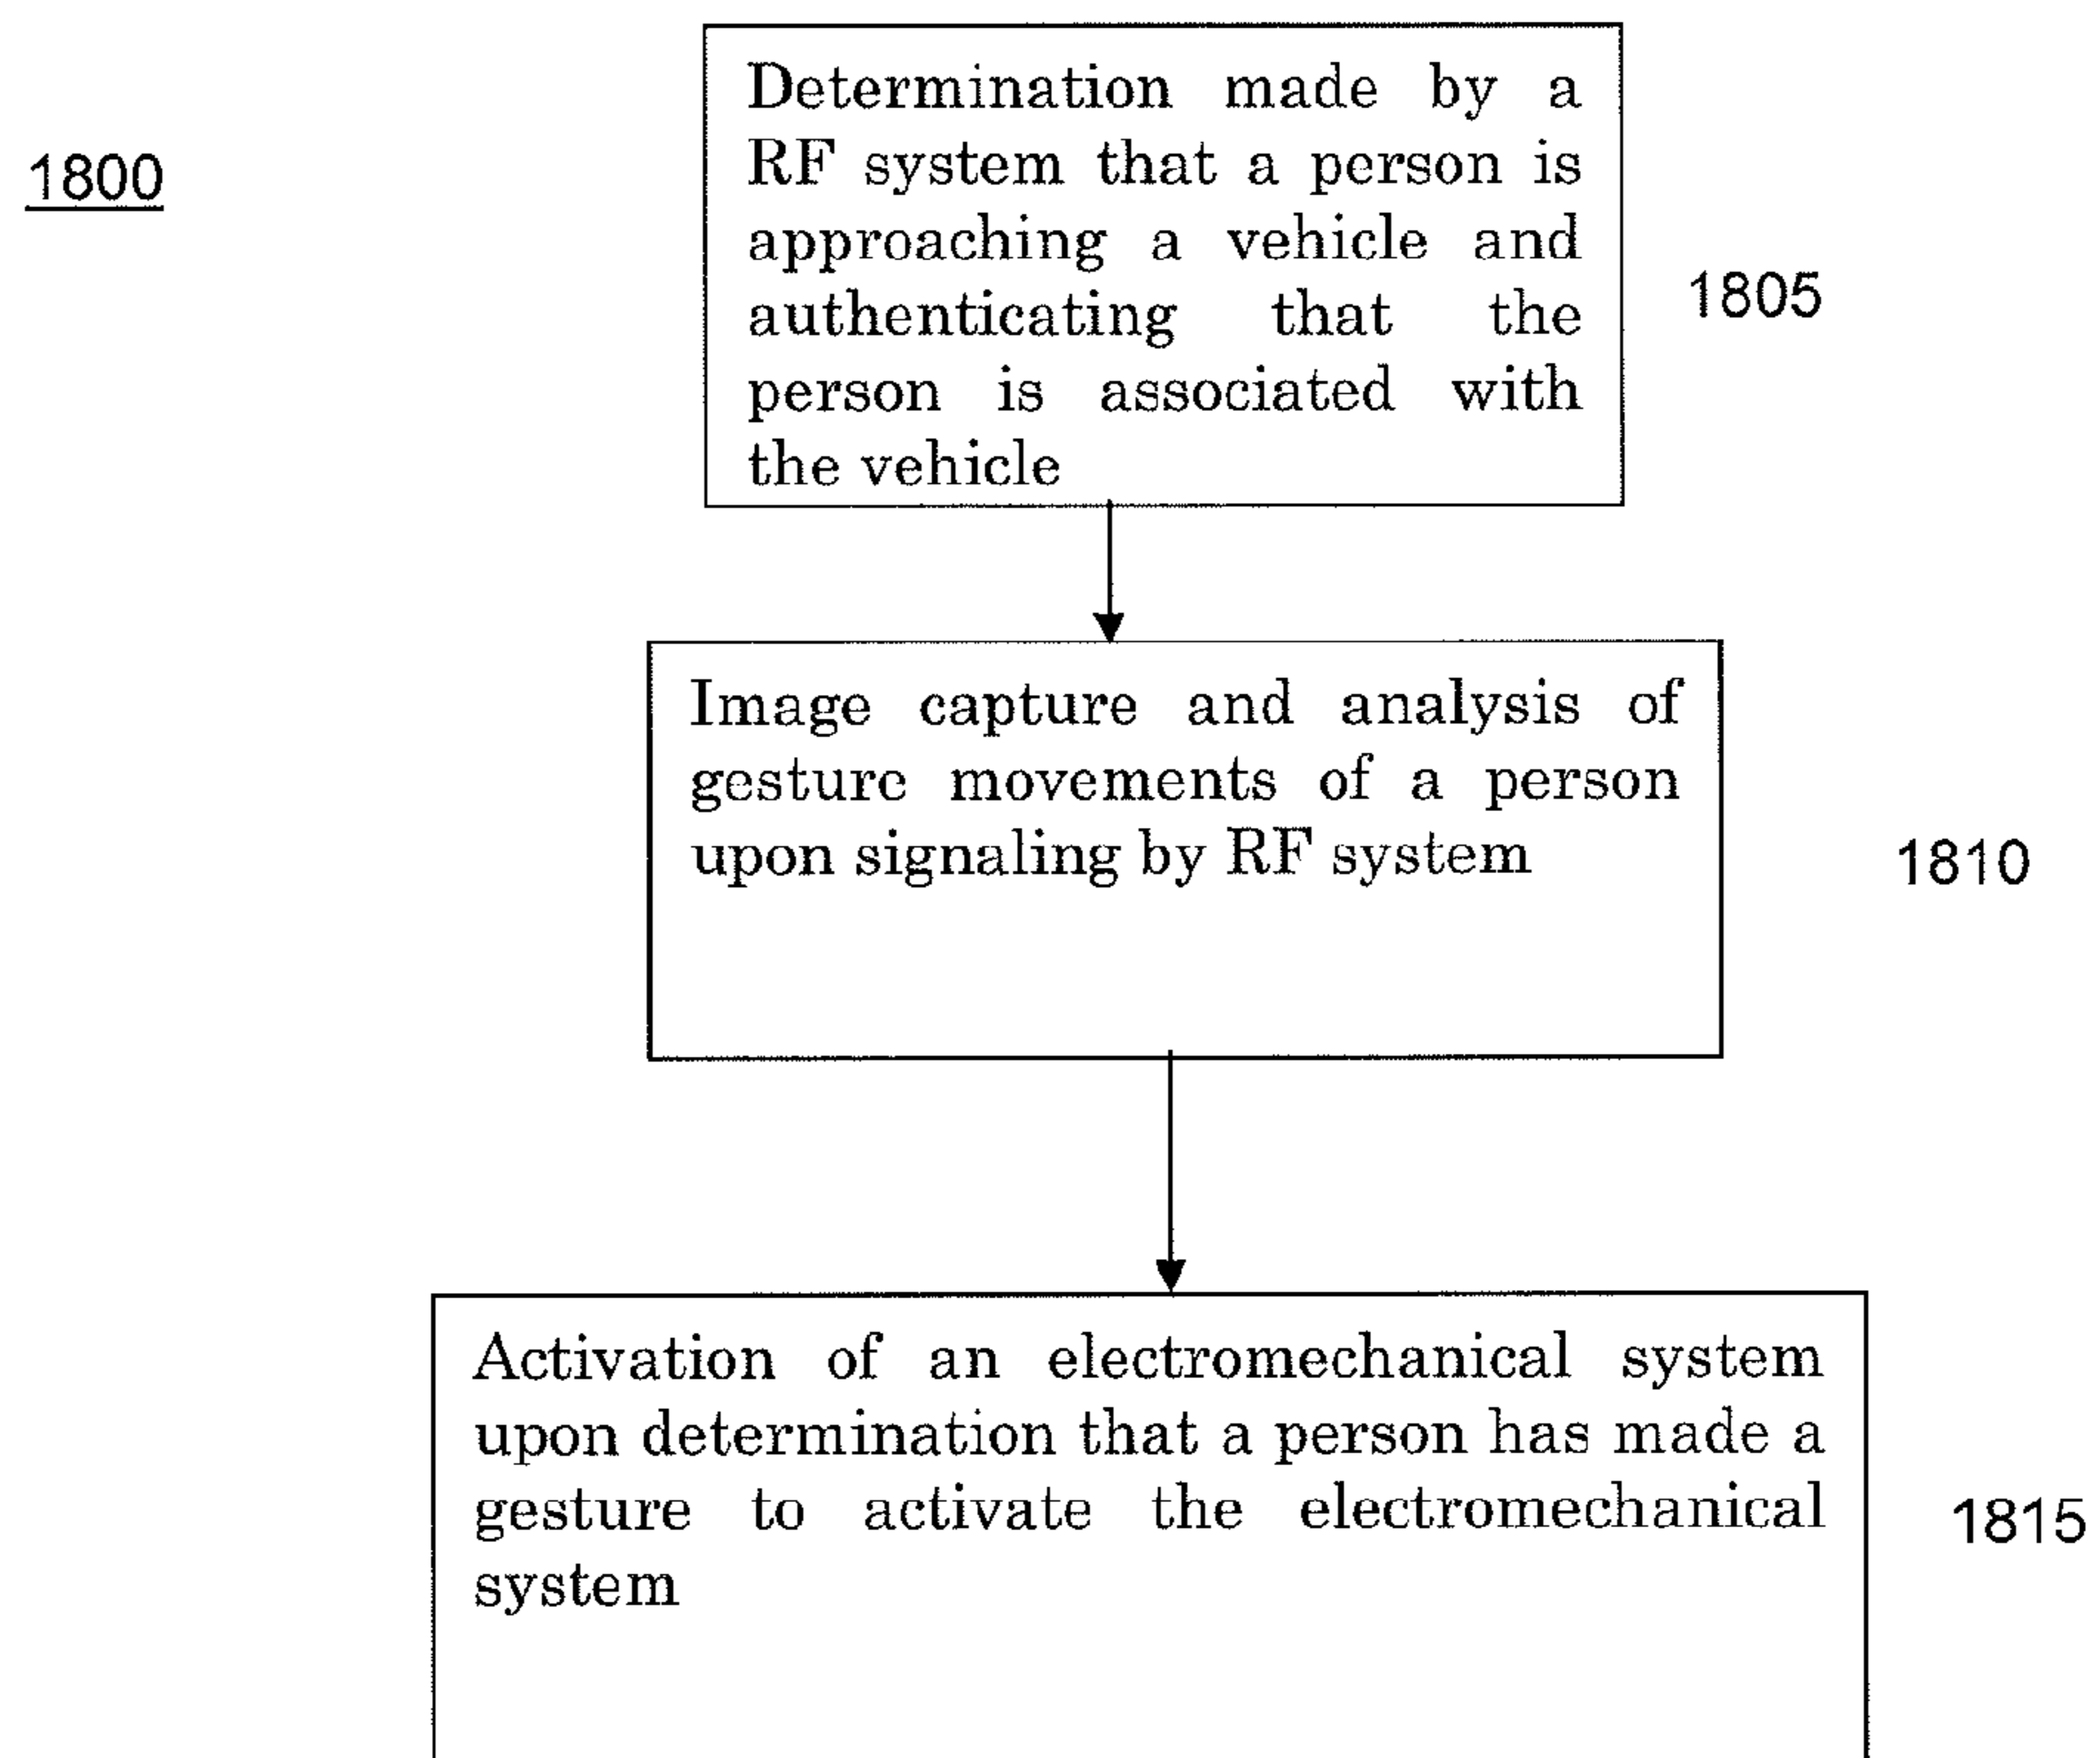 1800
Determination made by a
RF system that a person is
approaching a vehicle and
authenticating that the
person is associated with
the vehicle
1805
Image capture and analysis of
gesture movements of a person
upon signaling by RF system
1810
Activation of an electromechanical system
upon determination that a person has made a
gesture to activate the electromechanical
system
1815